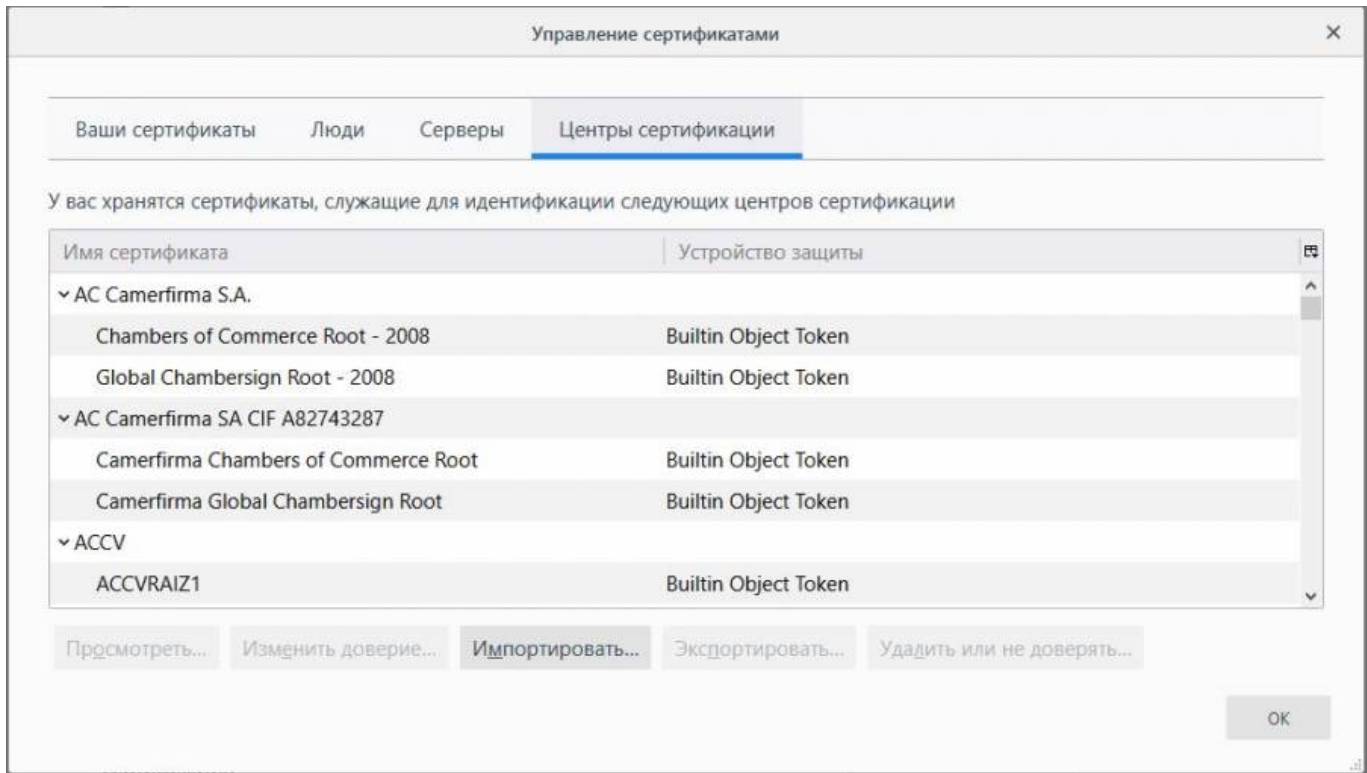 Управление сертификатами
Ваши сертификаты Люди Серверы Центры сертификации
У вас хранятся сертификаты, служащие для идентификации следующих центров сертификации
Имя сертификата Устройство защиты
AC Camerfirma S.A.
Chambers of Commerce Root - 2008 Builtin Object Token
Global Chambersign Root - 2008 Builtin Object Token
AC Camerfirma SA CIF A82743287
Camerfirma Chambers of Commerce Root Builtin Object Token
Camerfirma Global Chambersign Root Builtin Object Token
ACCV
ACCVRAIZ1 Builtin Object Token
Просмотреть... Изменить доверие... Импортировать... Экспортировать... Удалить или не доверять...
ОК